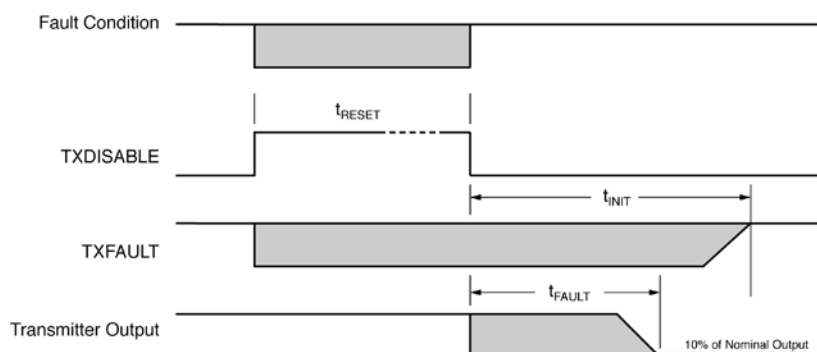 Fault Condition
tRESET
TXDISABLE
tINIT
TXFAULT
tFAULT
Transmitter Output
10% of Nominal Output